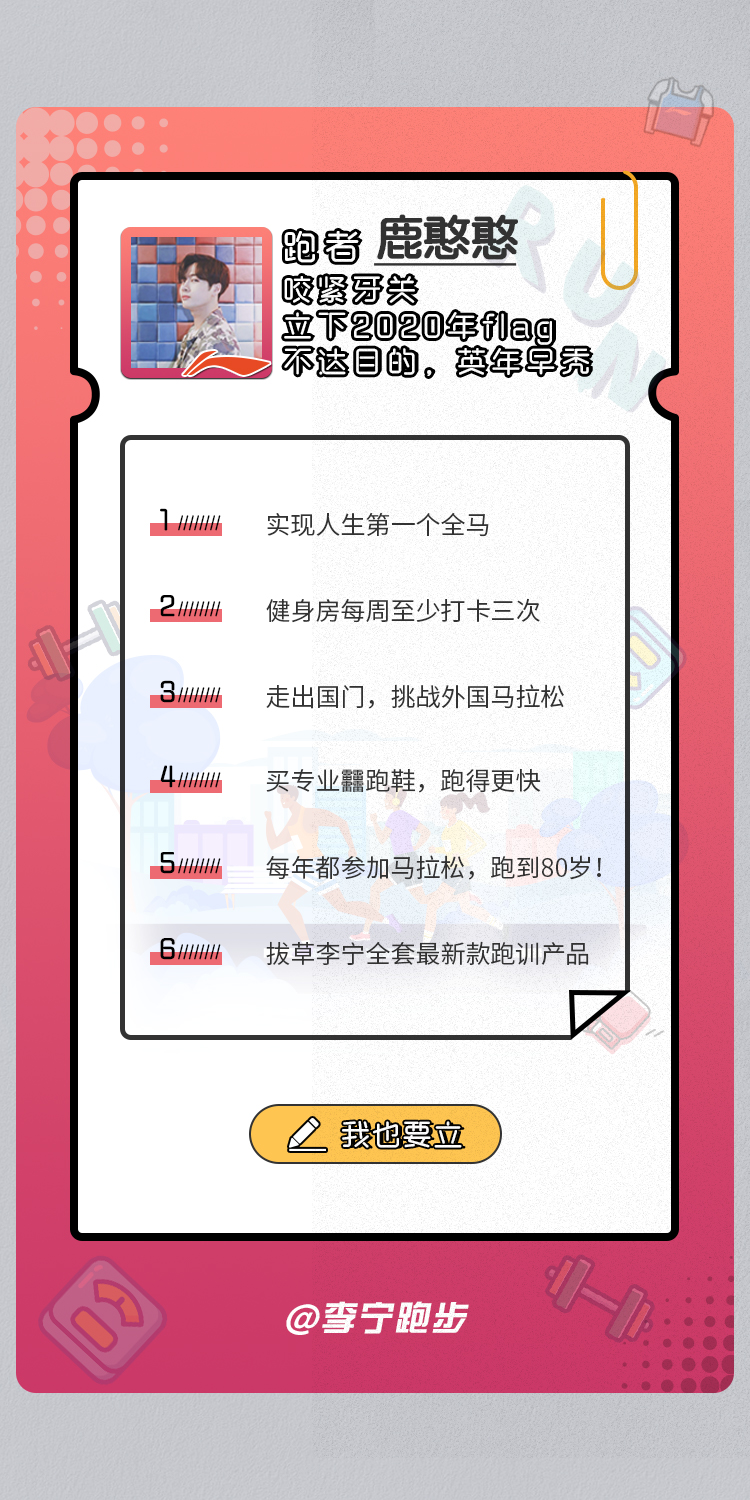 RUN
跑者 鹿憨憨
咬紧牙关
立下2020年flag
不达目的，英年早秃
1 实现人生第一个全马
2 健身房每周至少打卡三次
3 走出国门，挑战外国马拉松
4 买专业䨻跑鞋，跑得更快
5 每年都参加马拉松，跑到80岁！
6 拔草李宁全套最新款跑训产品
我也要立
@李宁跑步